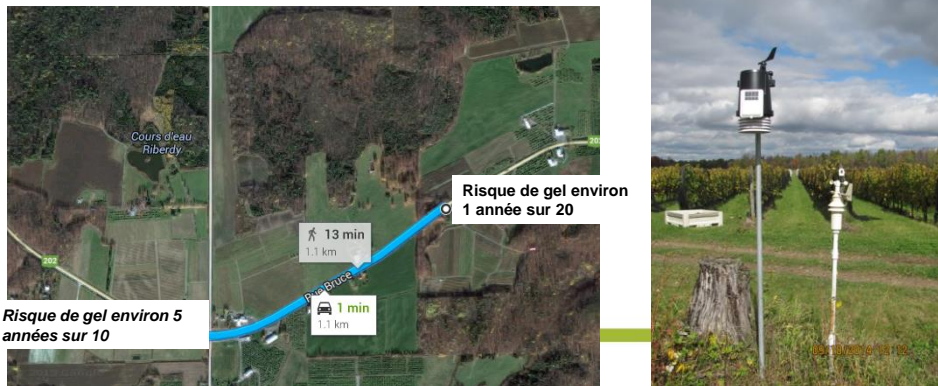 Cours d'eau
Riberdy
202
202
Risque de gel environ
1 année sur 20
13 min
1.1 km
Rue Bruce
1 min
1.1 km
Risque de gel environ 5
années sur 10